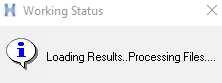 Working Status
Loading Results..Processing Files....